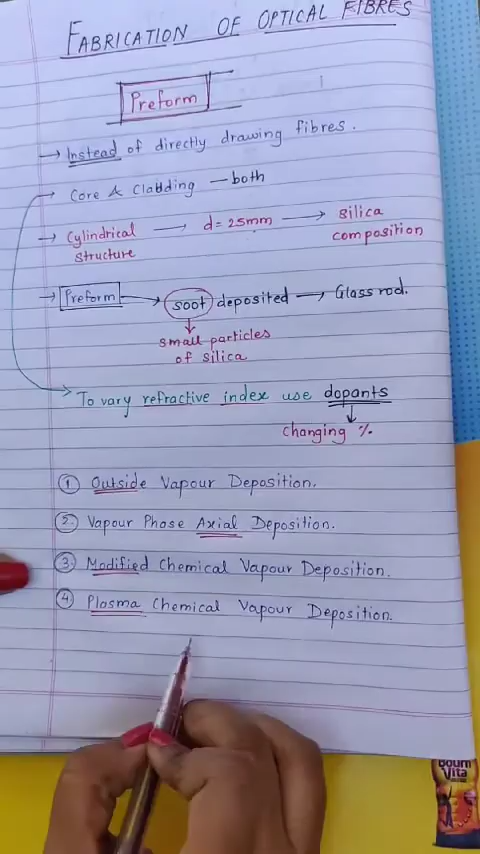 FABRICATION OF OPTICAL FIBRES
Preform
→ Instead of directly drawing fibres.
Core & Cladding — both
→ Cylindrical structure → d = 25mm → silica composition
→ Preform → soot deposited → Glass rod.
small particles of silica
To vary refractive index use dopants
changing %
① Outside Vapour Deposition.
② Vapour Phase Axial Deposition.
③ Modified Chemical Vapour Deposition.
④ Plasma Chemical Vapour Deposition.
Bourn
Vita